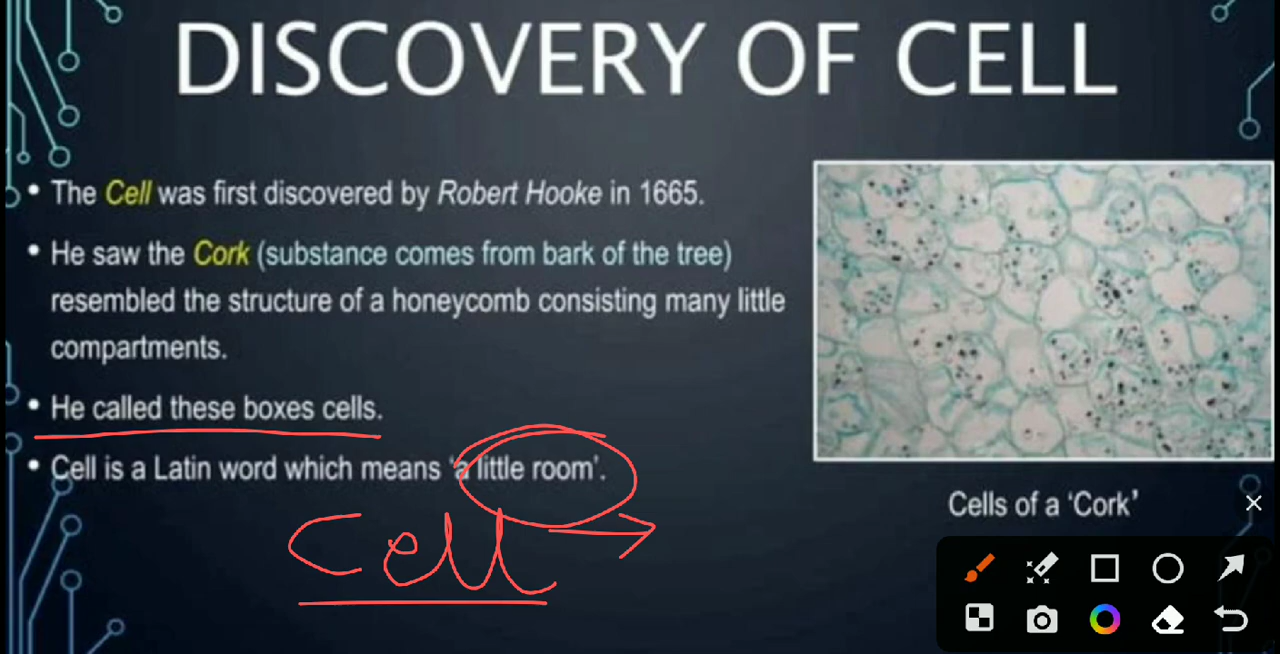 DISCOVERY OF CELL
• The Cell was first discovered by Robert Hooke in 1665.
• He saw the Cork (substance comes from bark of the tree)
resembled the structure of a honeycomb consisting many little
compartments.
• He called these boxes cells.
• Cell is a Latin word which means ‘a little room’.
Cell
Cells of a ‘Cork’